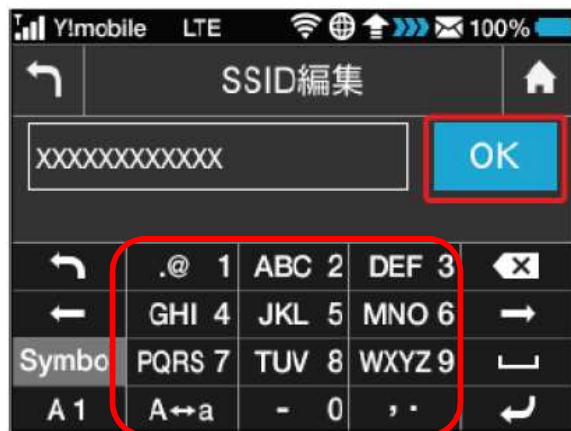 Y!mobile LTE 100%
SSID編集
XXXXXXXXXXXX OK
.@ 1 ABC 2 DEF 3
GHI 4 JKL 5 MNO 6
Symbo PQRS 7 TUV 8 WXYZ 9
A 1 A↔a - 0 , .